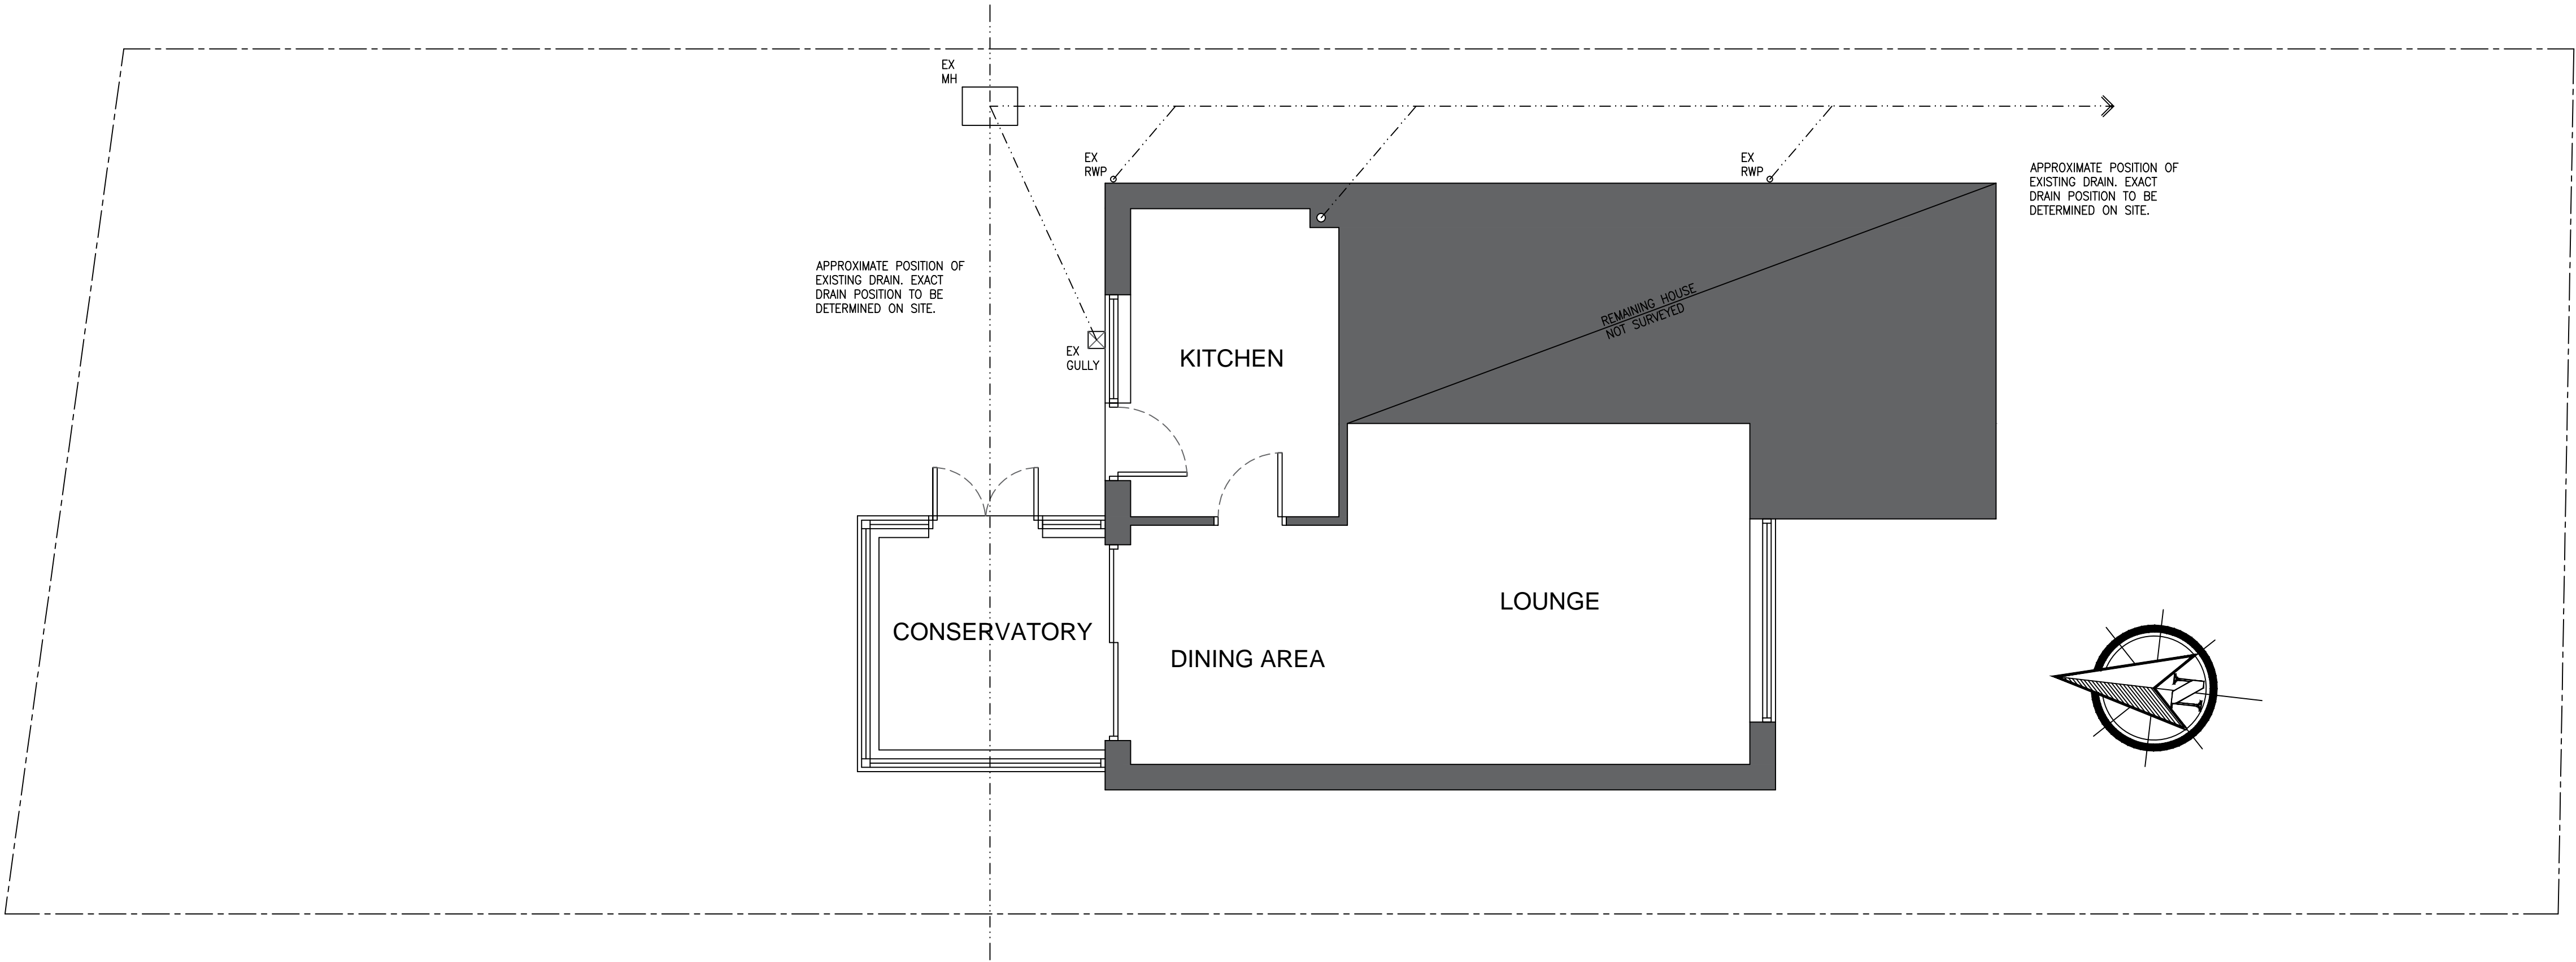 EX
MH
EX
RWP
EX
RWP
APPROXIMATE POSITION OF
EXISTING DRAIN. EXACT
DRAIN POSITION TO BE
DETERMINED ON SITE.
APPROXIMATE POSITION OF
EXISTING DRAIN. EXACT
DRAIN POSITION TO BE
DETERMINED ON SITE.
REMAINING HOUSE
NOT SURVEYED
EX
GULLY
KITCHEN
LOUNGE
CONSERVATORY
DINING AREA
N